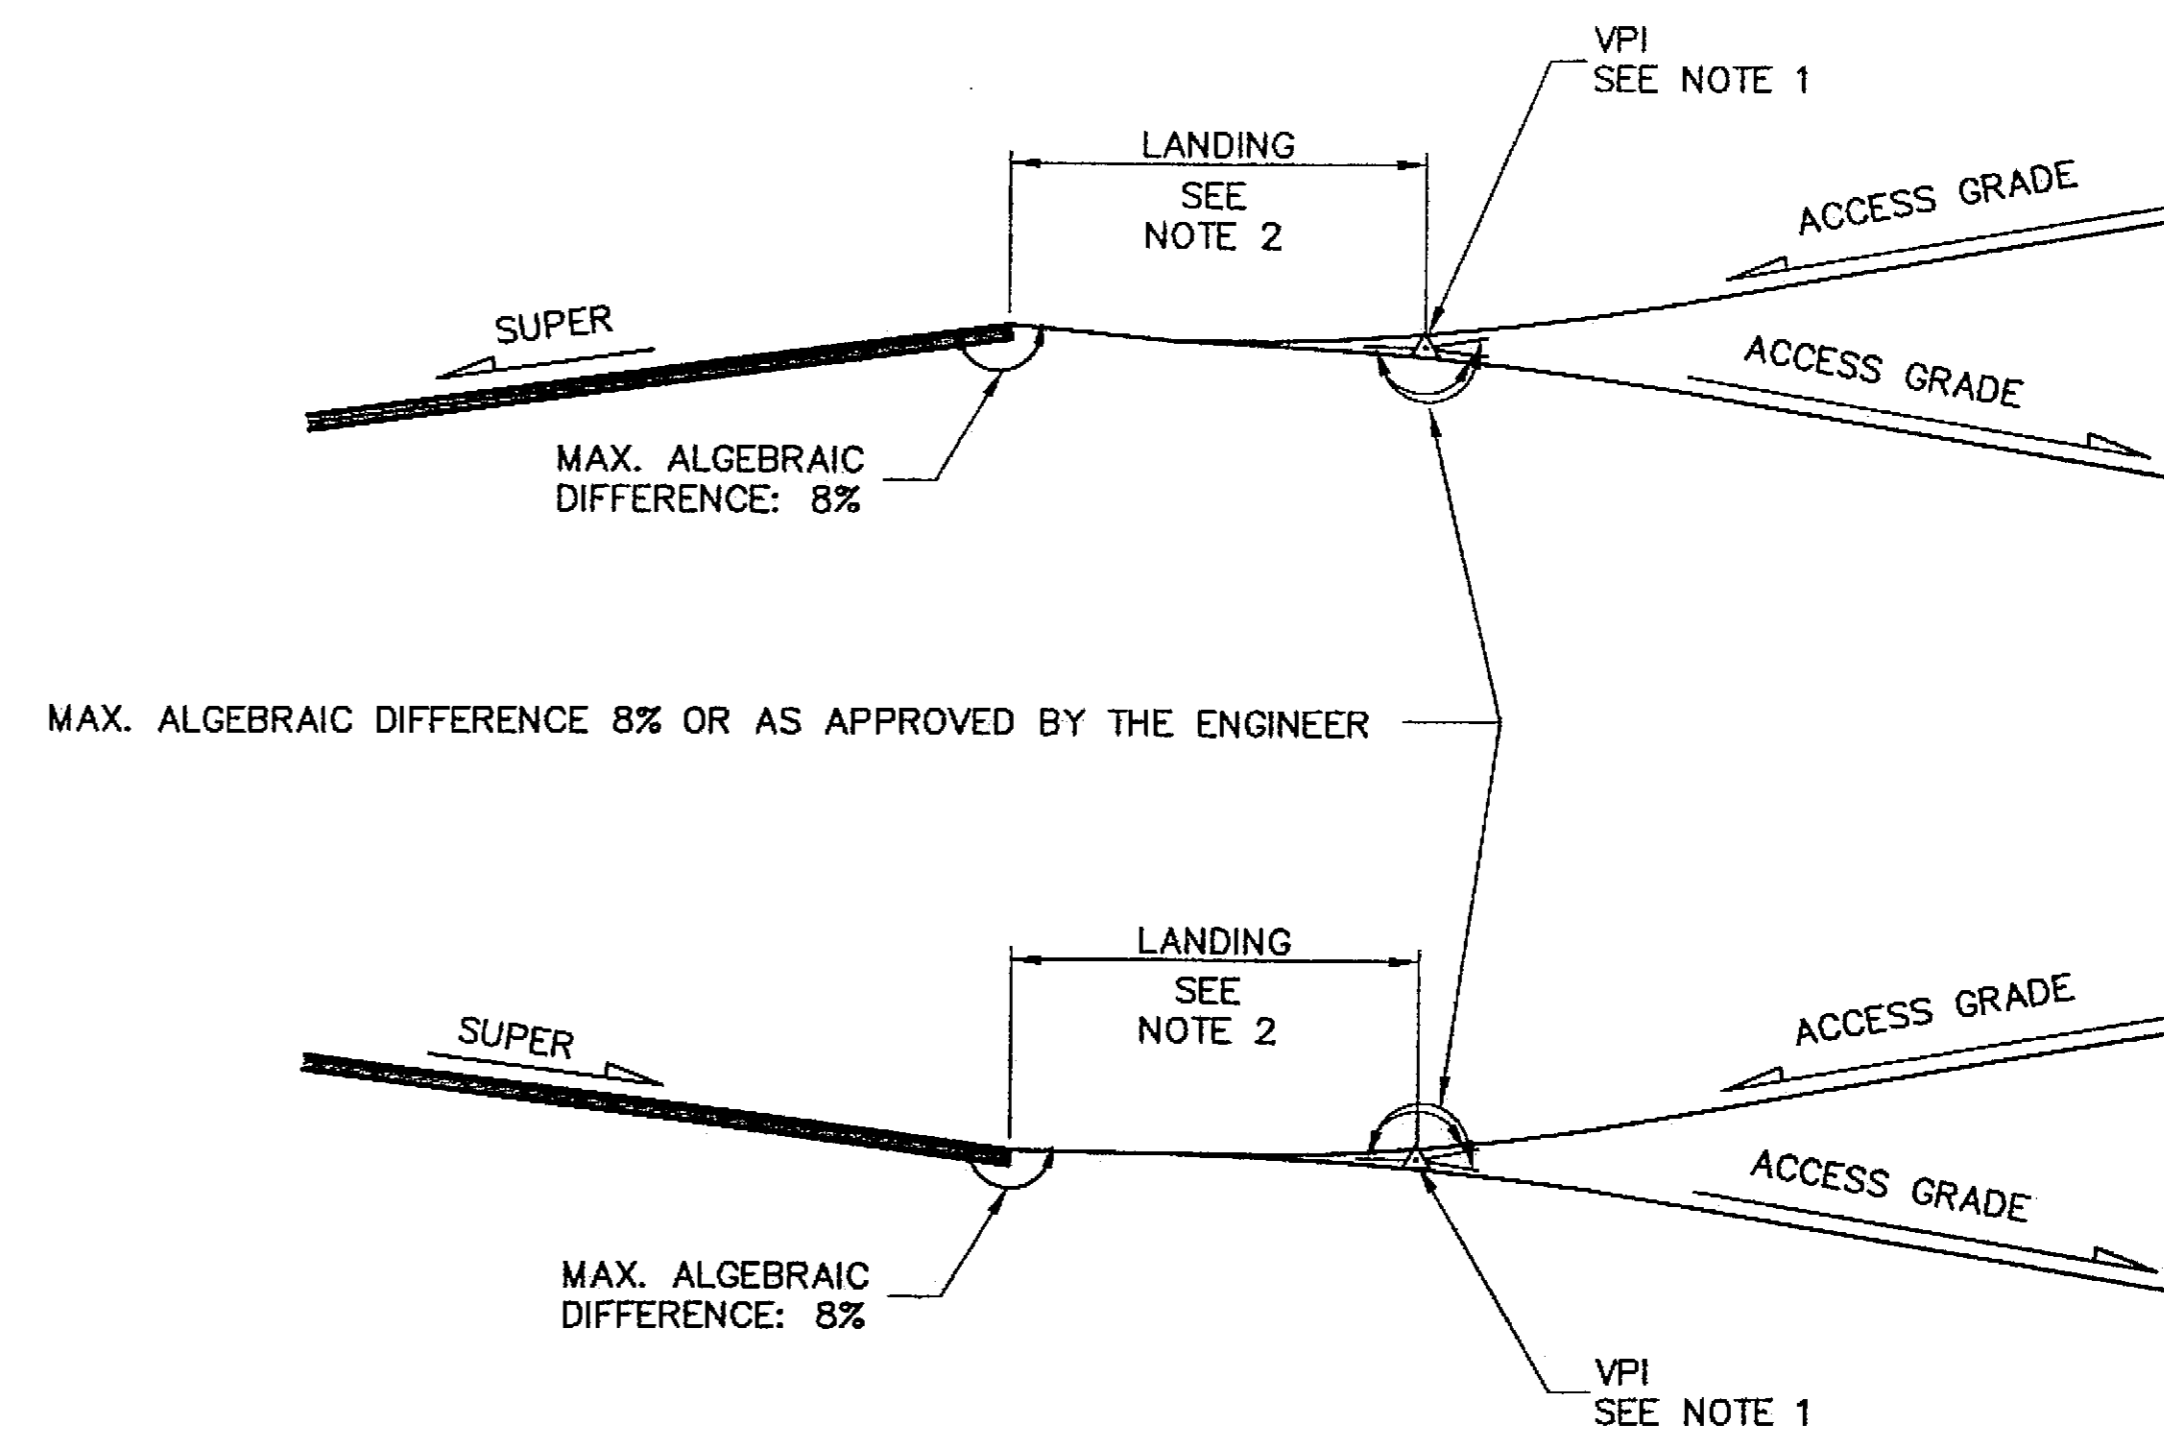 VPI
SEE NOTE 1
LANDING
SEE
NOTE 2
ACCESS GRADE
SUPER
ACCESS GRADE
MAX. ALGEBRAIC
DIFFERENCE: 8%
MAX. ALGEBRAIC DIFFERENCE 8% OR AS APPROVED BY THE ENGINEER
LANDING
SEE
NOTE 2
ACCESS GRADE
SUPER
ACCESS GRADE
MAX. ALGEBRAIC
DIFFERENCE: 8%
VPI
SEE NOTE 1